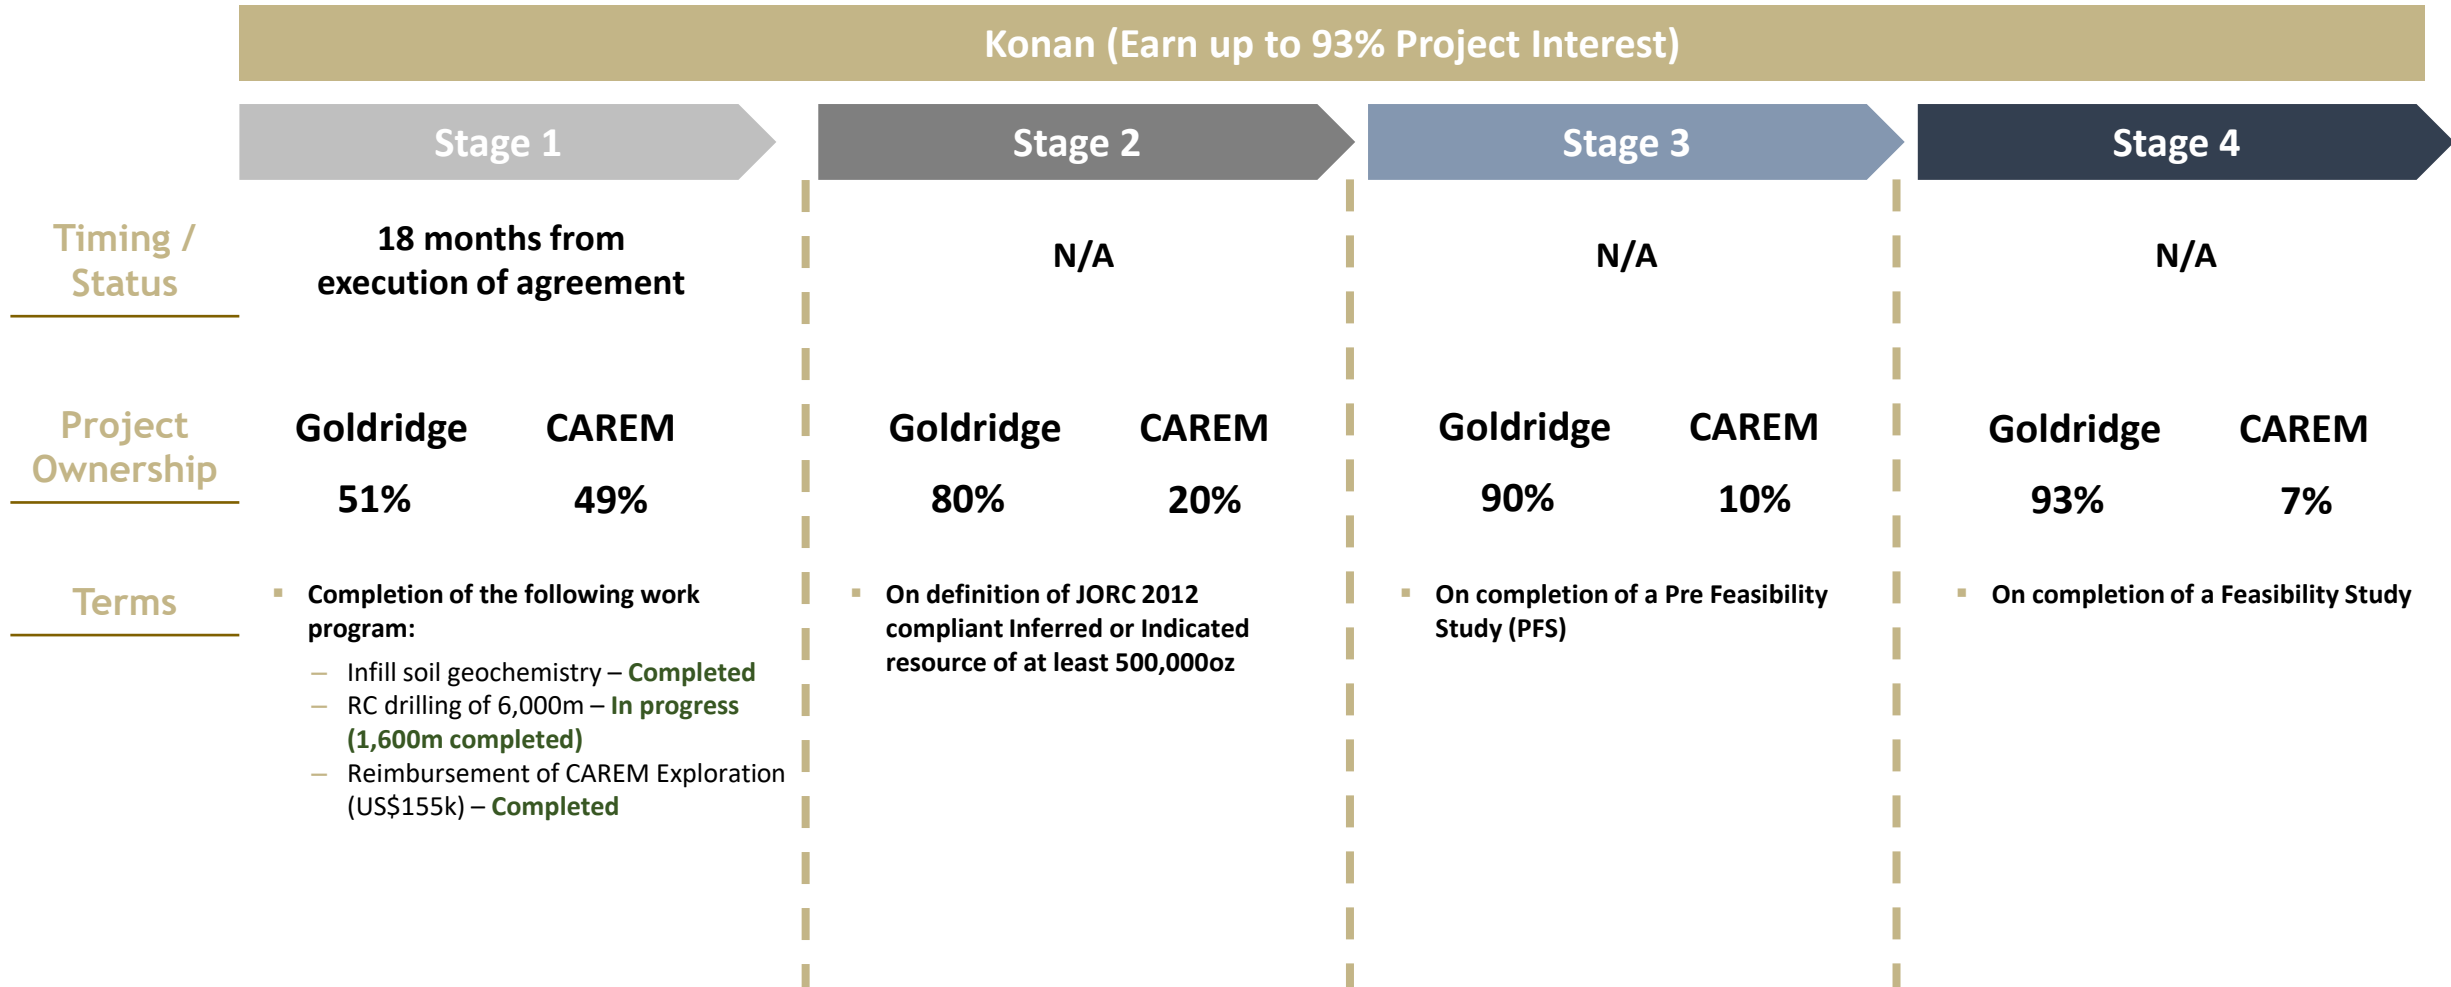 Konan (Earn up to 93% Project Interest)
Stage 1
Stage 2
Stage 3
Stage 4
Timing /
Status
18 months from
execution of agreement
N/A
N/A
N/A
Project
Ownership
Goldridge CAREM
51% 49%
Goldridge CAREM
80% 20%
Goldridge CAREM
90% 10%
Goldridge CAREM
93% 7%
Terms
▪ Completion of the following work
program:
– Infill soil geochemistry – Completed
– RC drilling of 6,000m – In progress
(1,600m completed)
– Reimbursement of CAREM Exploration
(US$155k) – Completed
▪ On definition of JORC 2012
compliant Inferred or Indicated
resource of at least 500,000oz
▪ On completion of a Pre Feasibility
Study (PFS)
▪ On completion of a Feasibility Study